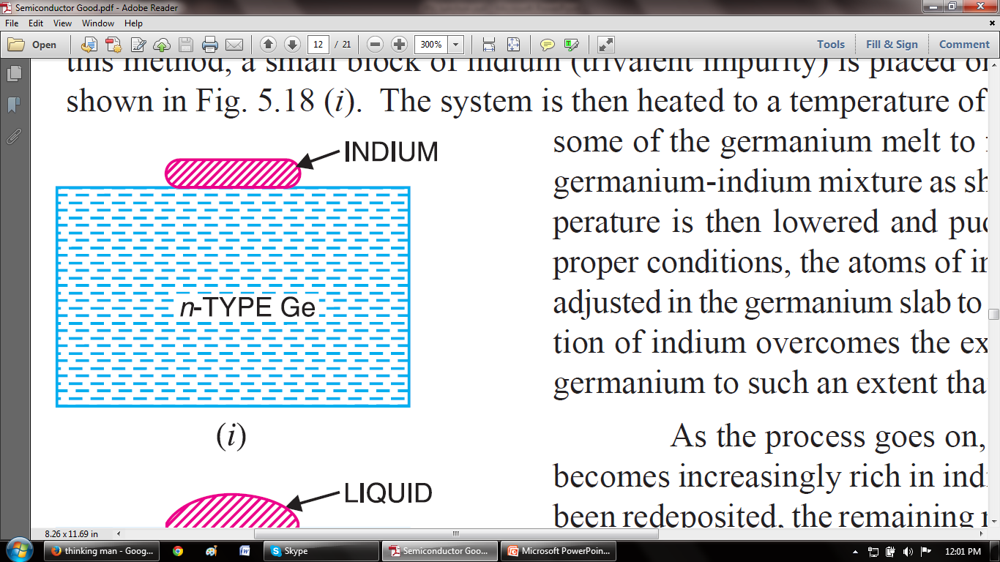 Semiconductor Good.pdf - Adobe Reader
File Edit View Window Help
Open 12 / 21 300% Tools Fill & Sign Comment
this method, a small block of indium (trivalent impurity) is placed
shown in Fig. 5.18 (i). The system is then heated to a temperature of
INDIUM
n-TYPE Ge
(i)
LIQUID
some of the germanium melt to
germanium-indium mixture as
perature is then lowered and
proper conditions, the atoms of
adjusted in the germanium slab to
tion of indium overcomes the
germanium to such an extent
As the process goes on,
becomes increasingly rich in
been redeposited, the remaining
8.26 x 11.69 in
thinking man - Goog... Skype Semiconductor Goo... Microsoft PowerPoin... 12:01 PM